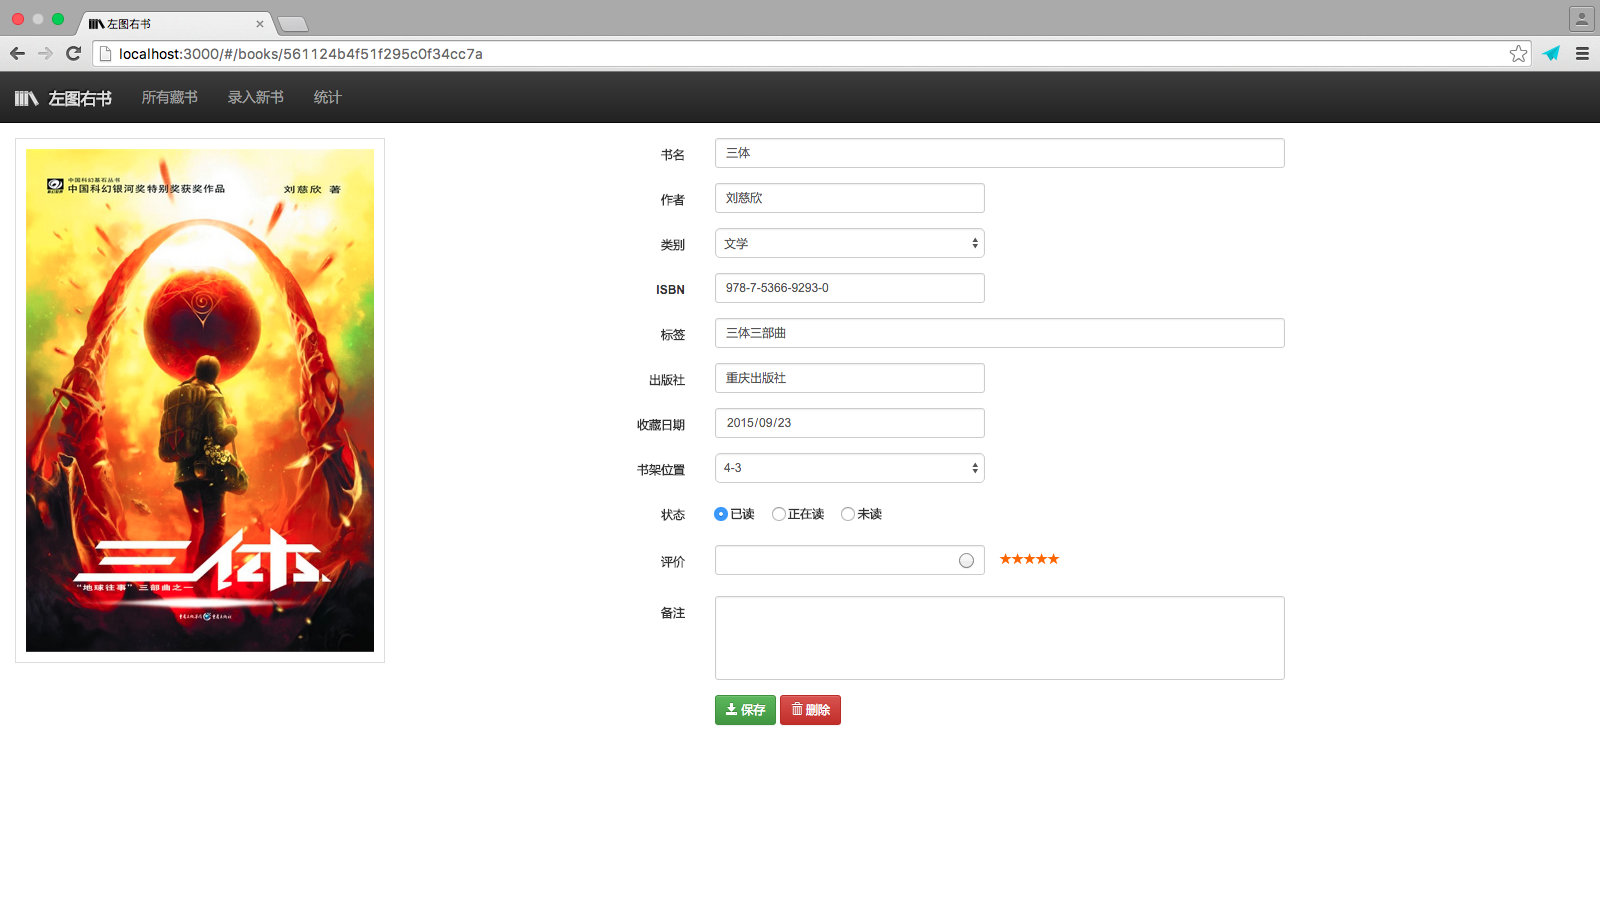 左图右书
localhost:3000/#/books/561124b4f51f295c0f34cc7a
左图右书 所有藏书 录入新书 统计
中国科幻基石丛书
中国科幻银河奖特别奖获奖作品 刘慈欣 著
三体
“地球往事”三部曲之一
书名 三体
作者 刘慈欣
类别 文学
ISBN 978-7-5366-9293-0
标签 三体三部曲
出版社 重庆出版社
收藏日期 2015/09/23
书架位置 4-3
状态 已读 正在读 未读
评价 ★★★★★
备注
保存 删除